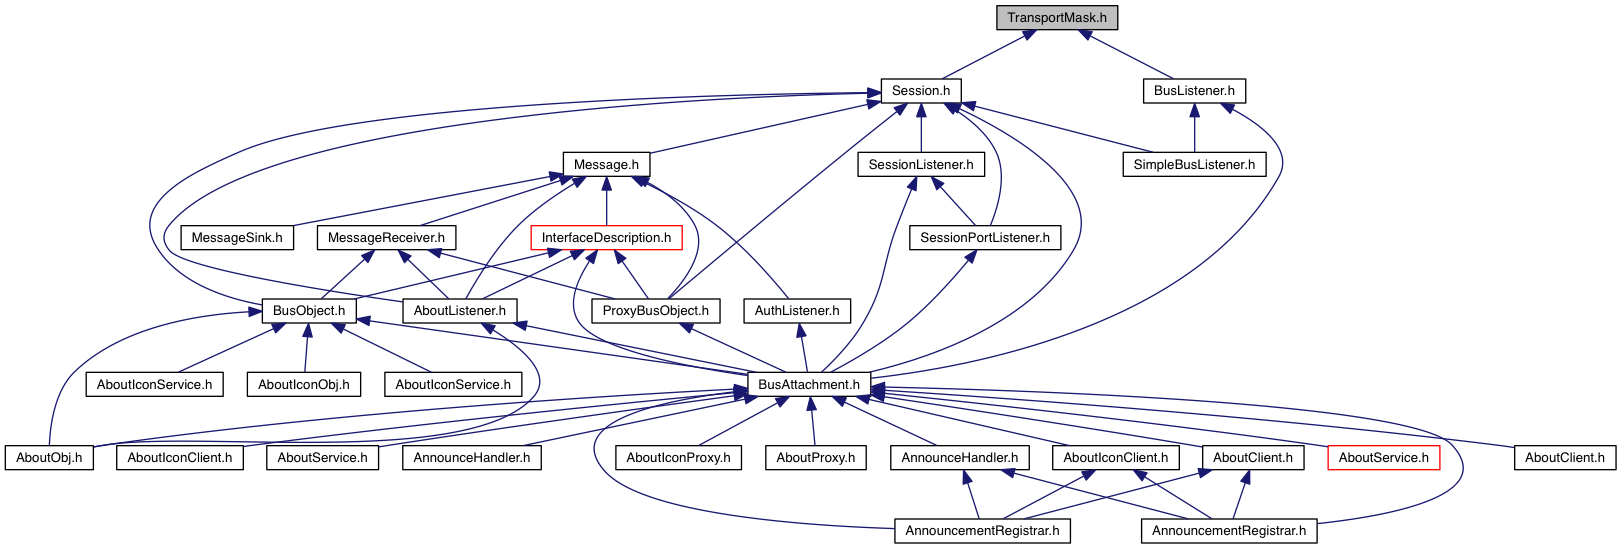 TransportMask.h
Session.h
BusListener.h
Message.h
SessionListener.h
SimpleBusListener.h
MessageSink.h
MessageReceiver.h
InterfaceDescription.h
SessionPortListener.h
BusObject.h
AboutListener.h
ProxyBusObject.h
AuthListener.h
AboutIconService.h
AboutIconObj.h
AboutIconService.h
BusAttachment.h
AboutObj.h
AboutIconClient.h
AboutService.h
AnnounceHandler.h
AboutIconProxy.h
AboutProxy.h
AnnounceHandler.h
AboutIconClient.h
AboutClient.h
AboutService.h
AboutClient.h
AnnouncementRegistrar.h
AnnouncementRegistrar.h